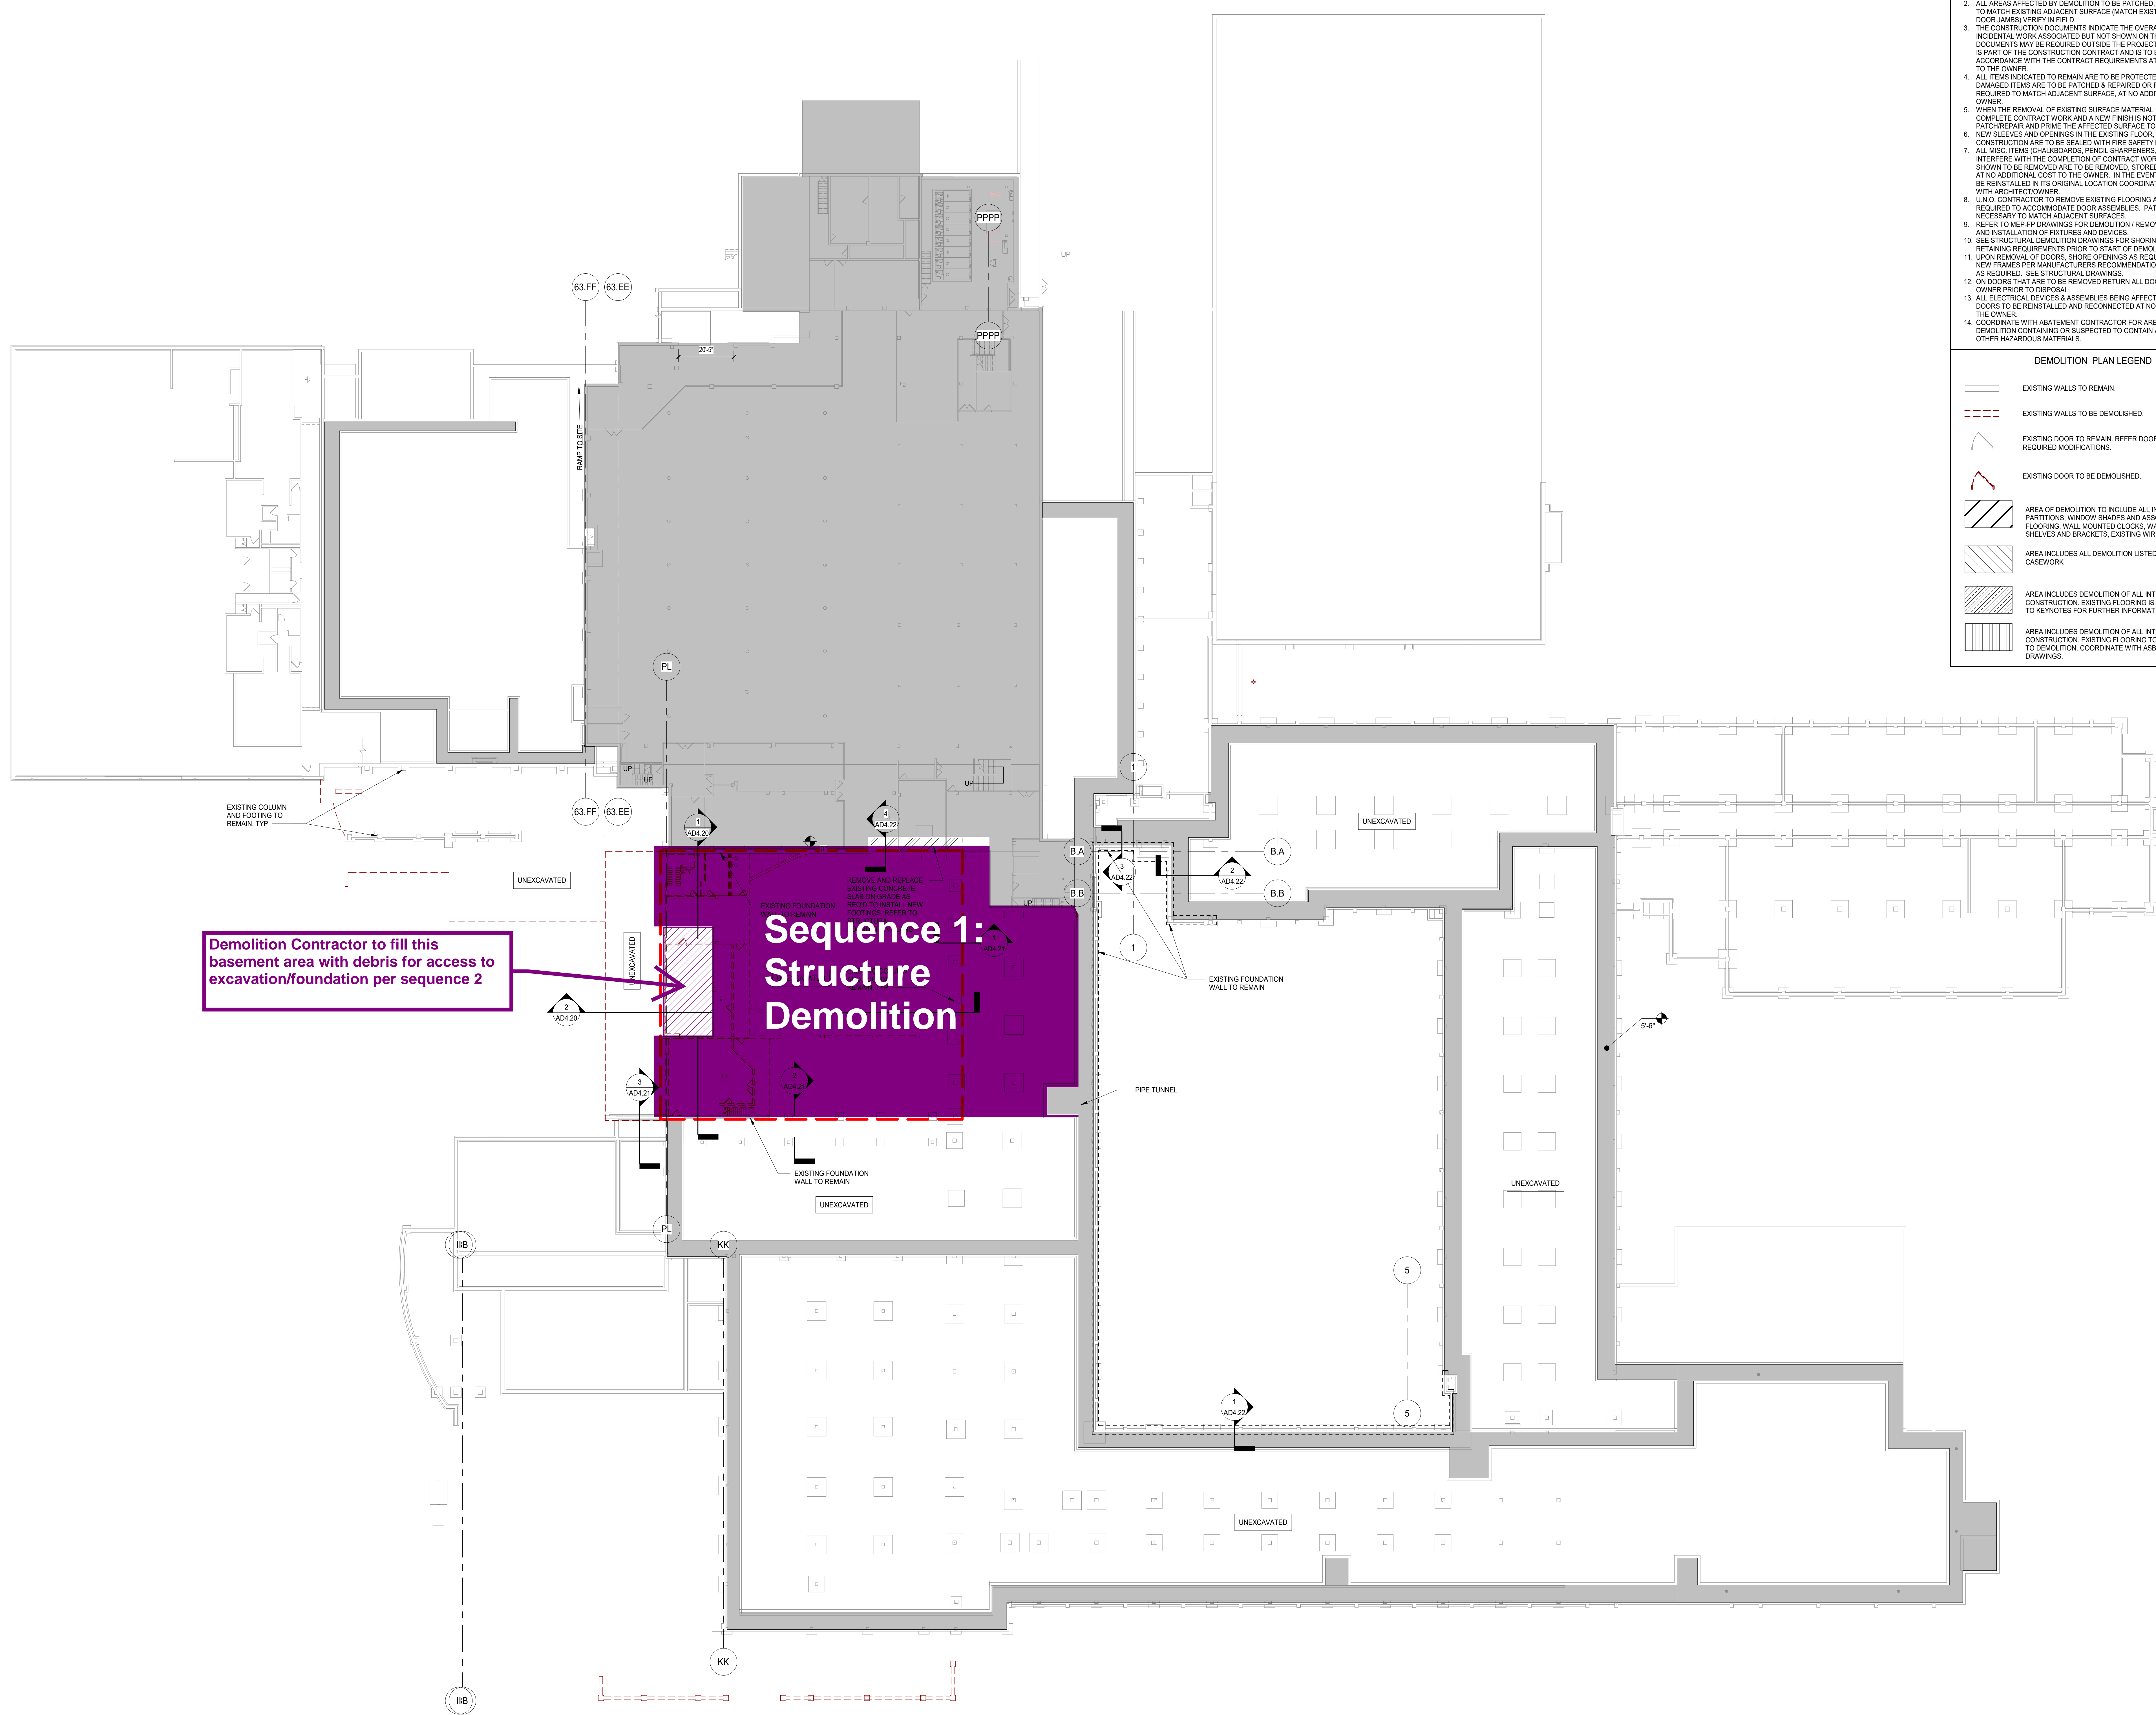 2. ALL AREAS AFFECTED BY DEMOLITION TO BE PATCHED,
TO MATCH EXISTING ADJACENT SURFACE (MATCH EXIST
DOOR JAMBS) VERIFY IN FIELD.
3. THE CONSTRUCTION DOCUMENTS INDICATE THE OVERA
INCIDENTAL WORK ASSOCIATED BUT NOT SHOWN ON TH
DOCUMENTS MAY BE REQUIRED OUTSIDE THE PROJECT
IS PART OF THE CONSTRUCTION CONTRACT AND IS TO B
ACCORDANCE WITH THE CONTRACT REQUIREMENTS AT
TO THE OWNER.
4. ALL ITEMS INDICATED TO REMAIN ARE TO BE PROTECTE
DAMAGED ITEMS ARE TO BE PATCHED & REPAIRED OR R
REQUIRED TO MATCH ADJACENT SURFACE, AT NO ADDI
OWNER.
5. WHEN THE REMOVAL OF EXISTING SURFACE MATERIAL
COMPLETE CONTRACT WORK AND A NEW FINISH IS NOT
PATCH/REPAIR AND PRIME THE AFFECTED SURFACE TO
6. NEW SLEEVES AND OPENINGS IN THE EXISTING FLOOR,
CONSTRUCTION ARE TO BE SEALED WITH FIRE SAFETY
7. ALL MISC. ITEMS (CHALKBOARDS, PENCIL SHARPENERS,
INTERFERE WITH THE COMPLETION OF CONTRACT WOR
SHOWN TO BE REMOVED ARE TO BE REMOVED, STORED
AT NO ADDITIONAL COST TO THE OWNER. IN THE EVENT
BE REINSTALLED IN ITS ORIGINAL LOCATION COORDINAT
WITH ARCHITECT/OWNER.
8. U.N.O. CONTRACTOR TO REMOVE EXISTING FLOORING A
REQUIRED TO ACCOMMODATE DOOR ASSEMBLIES. PAT
NECESSARY TO MATCH ADJACENT SURFACES.
9. REFER TO MEP-FP DRAWINGS FOR DEMOLITION / REMOV
AND INSTALLATION OF FIXTURES AND DEVICES.
10. SEE STRUCTURAL DEMOLITION DRAWINGS FOR SHORIN
RETAINING REQUIREMENTS PRIOR TO START OF DEMOL
11. UPON REMOVAL OF DOORS, SHORE OPENINGS AS REQU
NEW FRAMES PER MANUFACTURERS RECOMMENDATIO
AS REQUIRED. SEE STRUCTURAL DRAWINGS.
12. ON DOORS THAT ARE TO BE REMOVED RETURN ALL DOO
OWNER PRIOR TO DISPOSAL.
13. ALL ELECTRICAL DEVICES & ASSEMBLIES BEING AFFECT
DOORS TO BE REINSTALLED AND RECONNECTED AT NO
THE OWNER.
14. COORDINATE WITH ABATEMENT CONTRACTOR FOR ARE
DEMOLITION CONTAINING OR SUSPECTED TO CONTAIN A
OTHER HAZARDOUS MATERIALS.
DEMOLITION PLAN LEGEND
EXISTING WALLS TO REMAIN.
EXISTING WALLS TO BE DEMOLISHED.
EXISTING DOOR TO REMAIN. REFER DOOR
REQUIRED MODIFICATIONS.
EXISTING DOOR TO BE DEMOLISHED.
AREA OF DEMOLITION TO INCLUDE ALL IN
PARTITIONS, WINDOW SHADES AND ASS
FLOORING, WALL MOUNTED CLOCKS, WA
SHELVES AND BRACKETS, EXISTING WIR
AREA INCLUDES ALL DEMOLITION LISTED
CASEWORK
AREA INCLUDES DEMOLITION OF ALL INT
CONSTRUCTION. EXISTING FLOORING IS
TO KEYNOTES FOR FURTHER INFORMATI
AREA INCLUDES DEMOLITION OF ALL INT
CONSTRUCTION. EXISTING FLOORING TO
TO DEMOLITION. COORDINATE WITH ASB
DRAWINGS.
PPPP
UP
63.FF
63.EE
PPPP
20'-5"
RAMP TO SITE
PL
1
UP
UP
UP
EXISTING COLUMN
AND FOOTING TO
REMAIN, TYP
63.FF
63.EE
1
AD4.20
4
AD4.22
UNEXCAVATED
B.A
B.A
3
AD4.22
2
AD4.22
UNEXCAVATED
B.B
B.B
UP
REMOVE AND REPLACE
EXISTING CONCRETE
SLAB ON GRADE AS
REQ'D TO INSTALL NEW
FOOTINGS. REFER TO
EXISTING FOUNDATION
WALL TO REMAIN
Sequence 1:
Structure
Demolition
1
AD4.21
1
UNEXCAVATED
Demolition Contractor to fill this
basement area with debris for access to
excavation/foundation per sequence 2
EXISTING FOUNDATION
WALL TO REMAIN
2
AD4.20
5'-6"
3
AD4.21
2
AD4.21
PIPE TUNNEL
EXISTING FOUNDATION
WALL TO REMAIN
UNEXCAVATED
UNEXCAVATED
PL
KK
5
5
1
AD4.22
UNEXCAVATED
KK